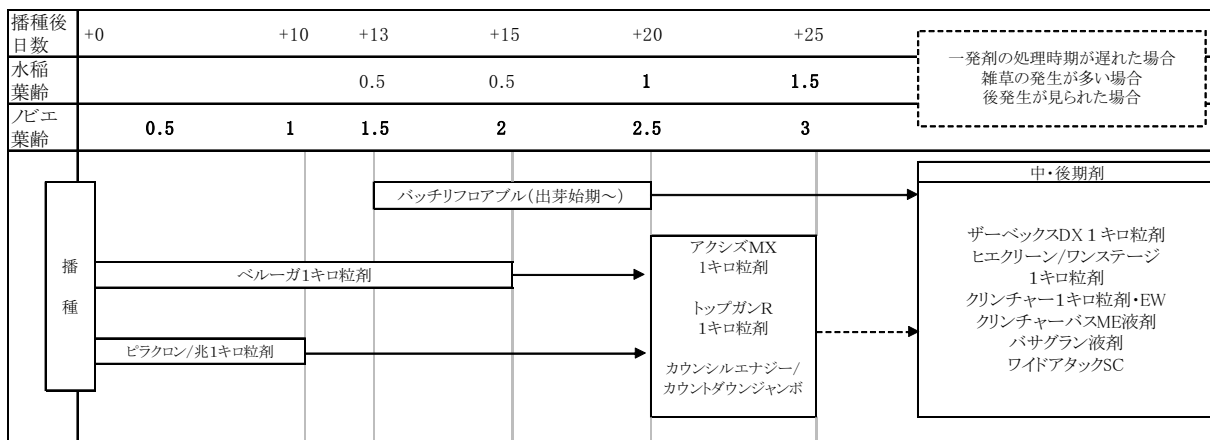 播種後
日数
+0
+10
+13
+15
+20
+25
水稲
葉齢
0.5
0.5
1
1.5
ノビエ
葉齢
0.5
1
1.5
2
2.5
3
一発剤の処理時期が遅れた場合
雑草の発生が多い場合
後発生が見られた場合
播
種
バッチリフロアブル(出芽始期～)
ベルーガ1キロ粒剤
ピラクロン/兆1キロ粒剤
アクシズMX
1キロ粒剤
トップガンR
1キロ粒剤
カウンシルエナジー/
カウントダウンジャンボ
中・後期剤
ザーベックスDX１キロ粒剤
ヒエクリーン/ワンステージ
1キロ粒剤
クリンチャー1キロ粒剤・EW
クリンチャーバスME液剤
バサグラン液剤
ワイドアタックSC